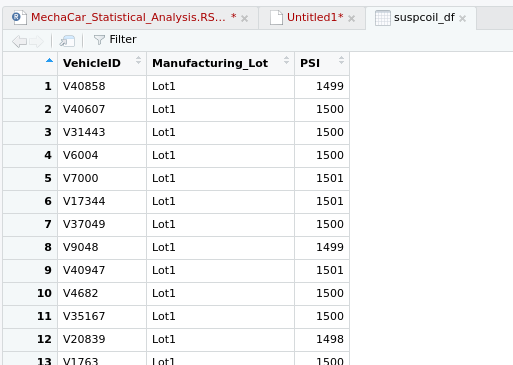 MechaCar_Statistical_Analysis.RS... * Untitled1* suspcoil_df
Filter
VehicleID Manufacturing_Lot PSI
1 V40858 Lot1 1499
2 V40607 Lot1 1500
3 V31443 Lot1 1500
4 V6004 Lot1 1500
5 V7000 Lot1 1501
6 V17344 Lot1 1501
7 V37049 Lot1 1500
8 V9048 Lot1 1499
9 V40947 Lot1 1501
10 V4682 Lot1 1500
11 V35167 Lot1 1500
12 V20839 Lot1 1498
13 V1763 Lot1 1500